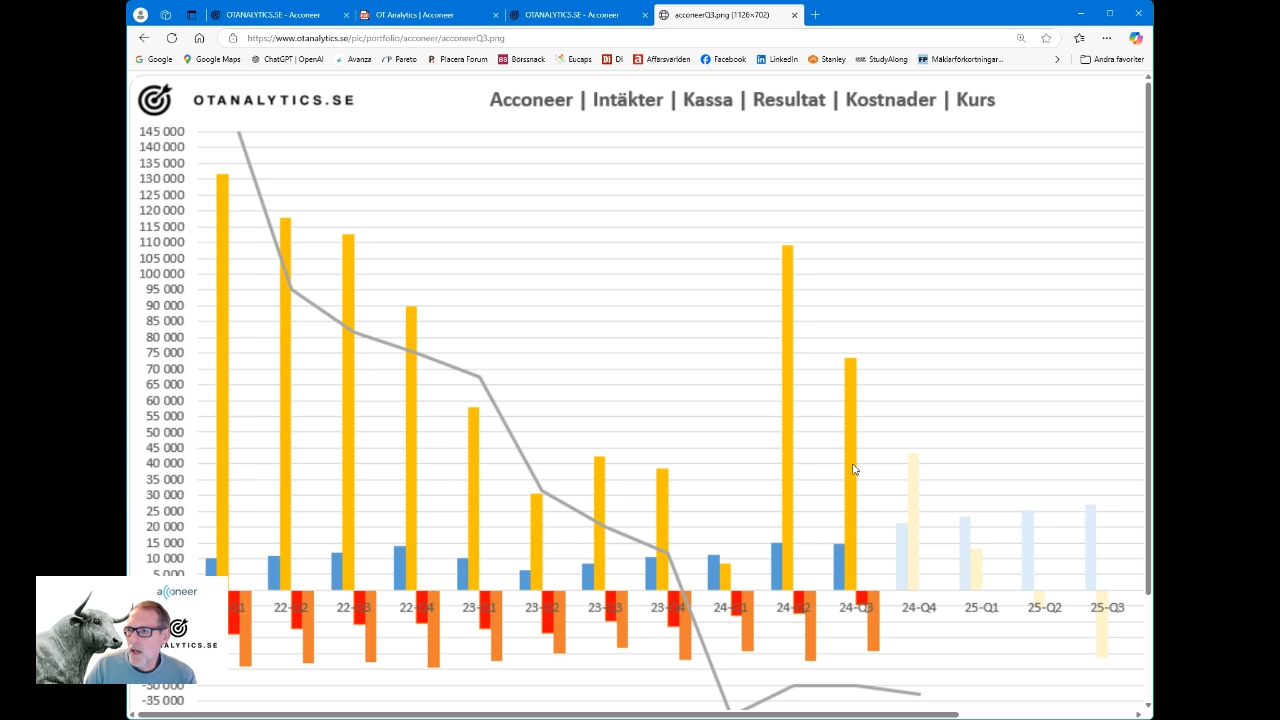 OTANALYTICS.SE - Acconeer
OT Analytics | Acconeer
OTANALYTICS.SE - Acconeer
acconeerQ3.png (1126×702)
https://www.otanalytics.se/pic/portfolio/acconeer/acconeerQ3.png
Google
Google Maps
ChatGPT | OpenAI
Avanza
Pareto
Placera Forum
Börssnack
Eucaps
DI
Affärsvärlden
Facebook
LinkedIn
Stanley
StudyAlong
Mäklarförkortningar...
Andra favoriter
OTANALYTICS.SE
Acconeer | Intäkter | Kassa | Resultat | Kostnader | Kurs
145 000
140 000
135 000
130 000
125 000
120 000
115 000
110 000
105 000
100 000
95 000
90 000
85 000
80 000
75 000
70 000
65 000
60 000
55 000
50 000
45 000
40 000
35 000
30 000
25 000
20 000
15 000
10 000
5 000
22-Q2
22-Q3
22-Q4
23-Q1
23-Q2
23-Q3
23-Q4
24-Q1
24-Q2
24-Q3
24-Q4
25-Q1
25-Q2
25-Q3
-30 000
-35 000
acconeer
ALYTICS.SE